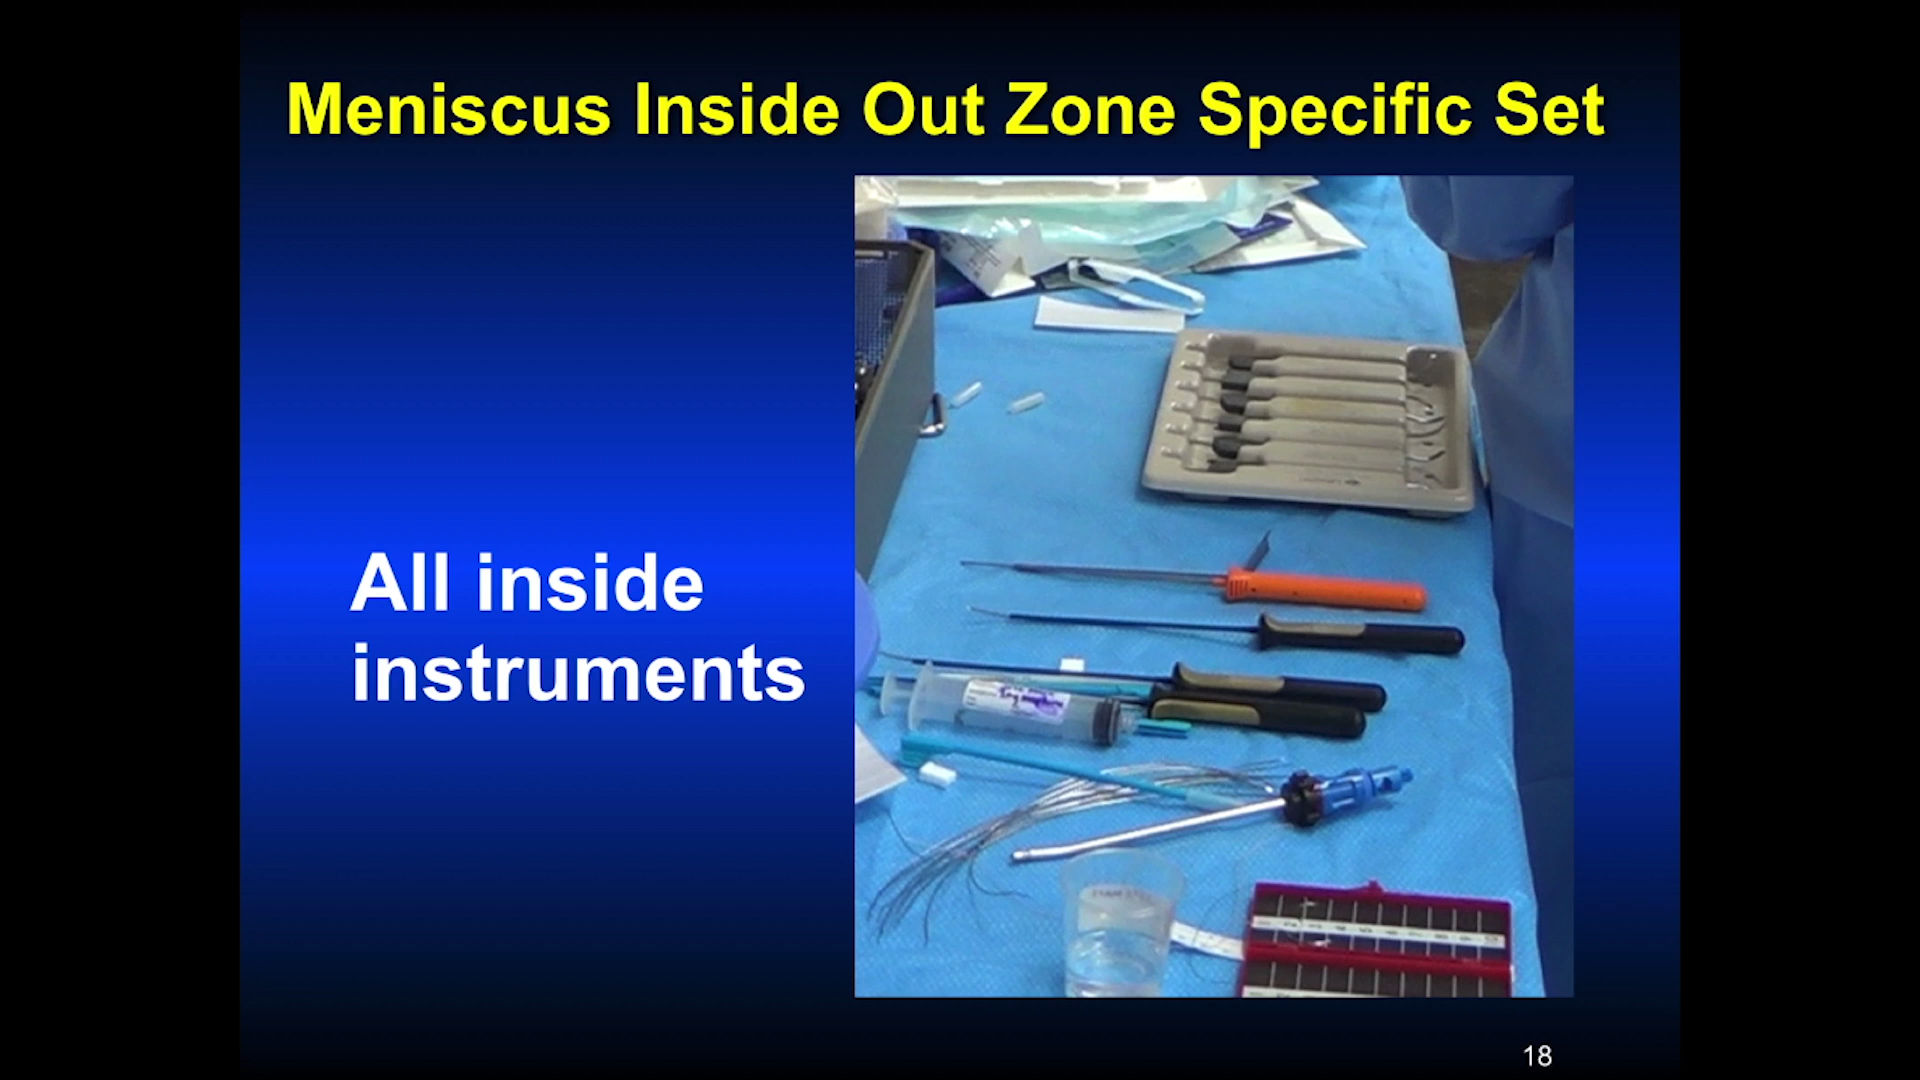 Meniscus Inside Out Zone Specific Set
All inside
instruments
18